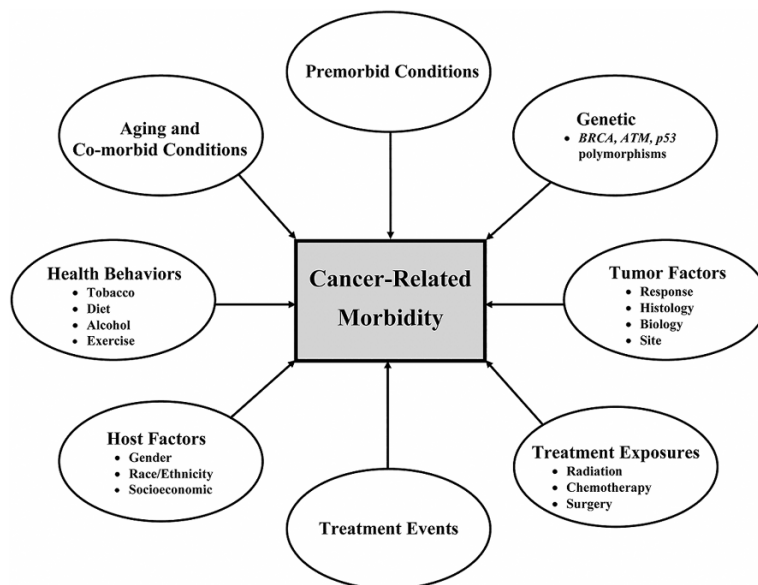 Premorbid Conditions
Aging and
Co-morbid Conditions
Genetic
• BRCA, ATM, p53
polymorphisms
Health Behaviors
• Tobacco
• Diet
• Alcohol
• Exercise
Cancer-Related
Morbidity
Tumor Factors
• Response
• Histology
• Biology
• Site
Host Factors
• Gender
• Race/Ethnicity
• Socioeconomic
Treatment Events
Treatment Exposures
• Radiation
• Chemotherapy
• Surgery